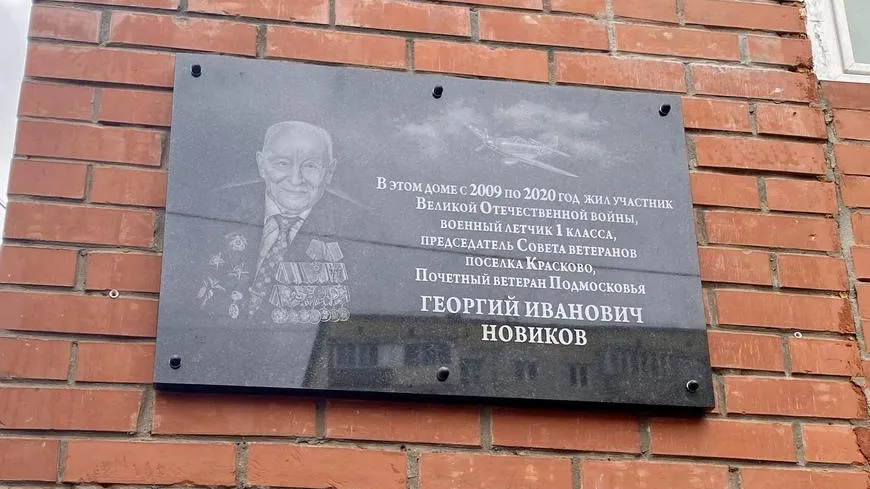 В этом доме с 2009 по 2020 год жил участник
Великой Отечественной войны,
военный летчик 1 класса,
председатель Совета ветеранов
поселка Красково,
Почетный ветеран Подмосковья
ГЕОРГИЙ ИВАНОВИЧ
НОВИКОВ